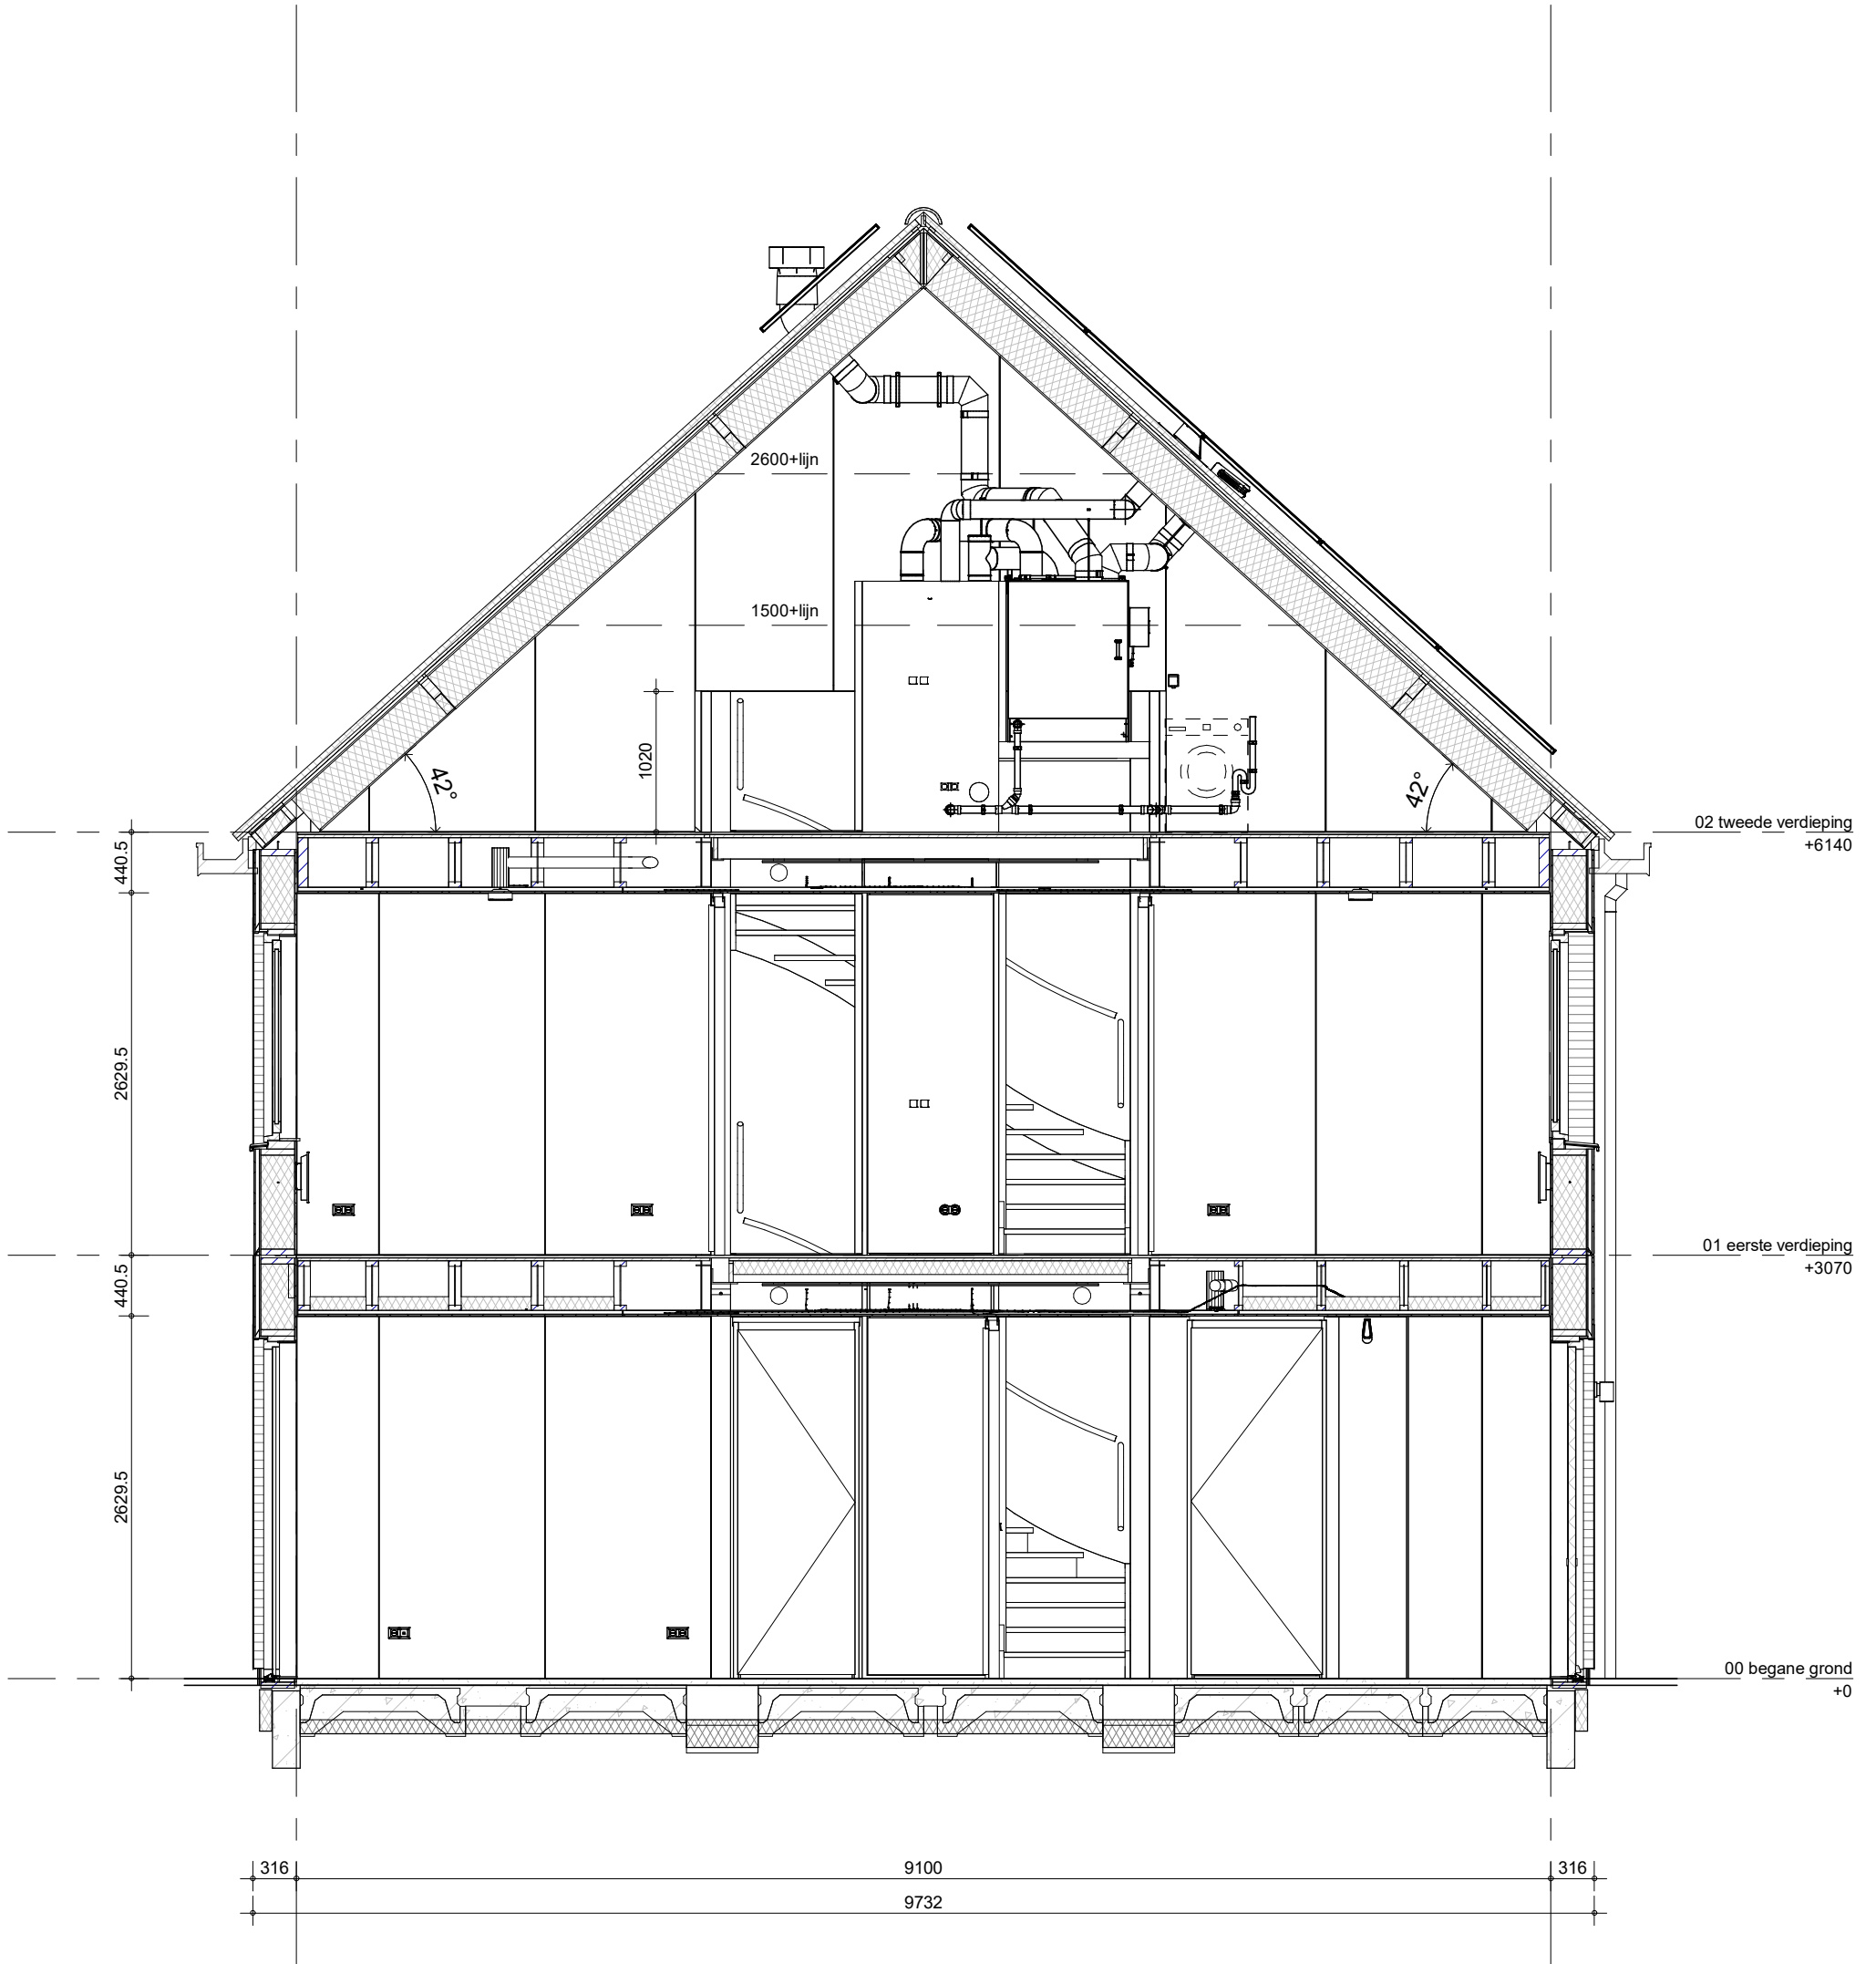 2600+lijn
1500+lijn
1020
42°
42°
02 tweede verdieping
+6140
440.5
2629.5
01 eerste verdieping
+3070
440.5
2629.5
00 begane grond
+0
316
9100
316
9732